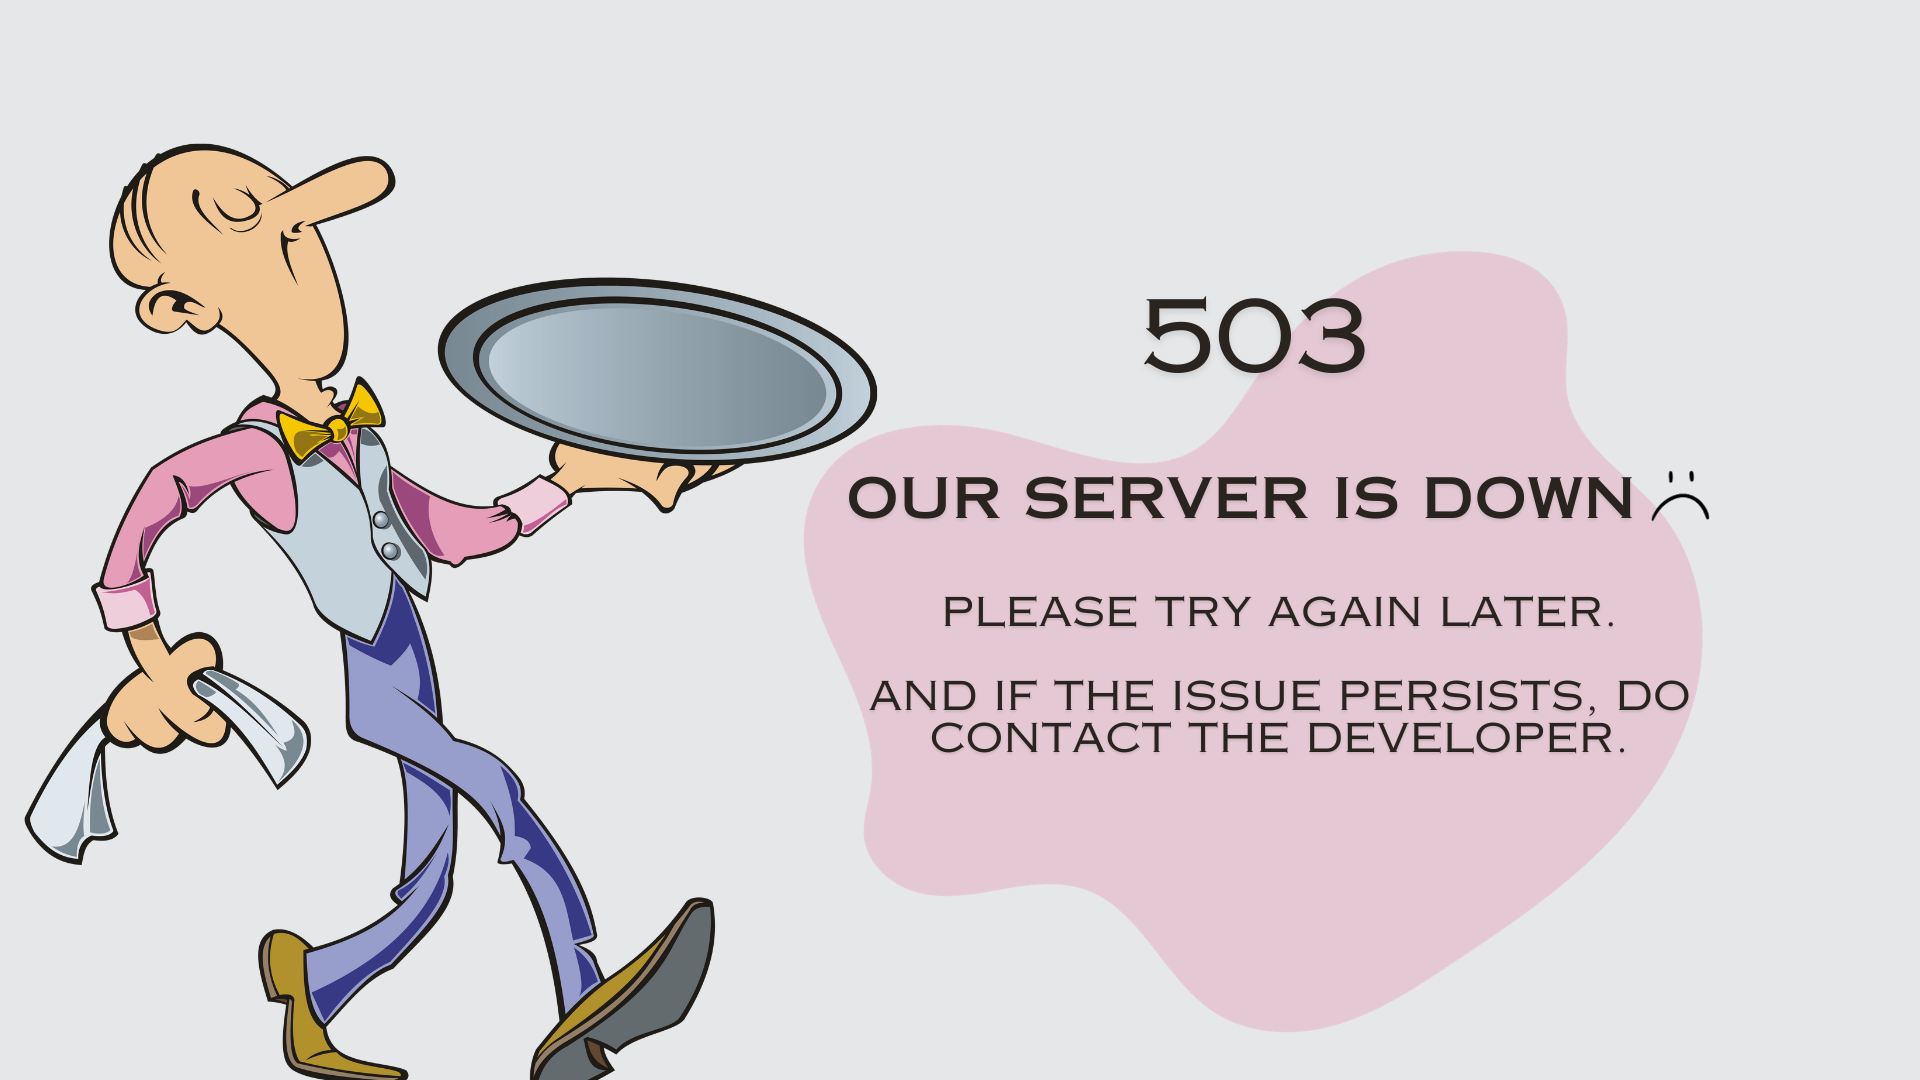 503
OUR SERVER IS DOWN
PLEASE TRY AGAIN LATER.
AND IF THE ISSUE PERSISTS, DO
CONTACT THE DEVELOPER.